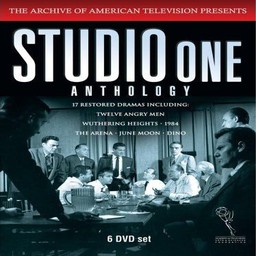 THE ARCHIVE OF AMERICAN TELEVISION PRESENTS
STUDIO ONE
ANTHOLOGY
17 RESTORED DRAMAS INCLUDING:
TWELVE ANGRY MEN
WUTHERING HEIGHTS · 1984
THE ARENA · JUNE MOON · DINO
6 DVD set